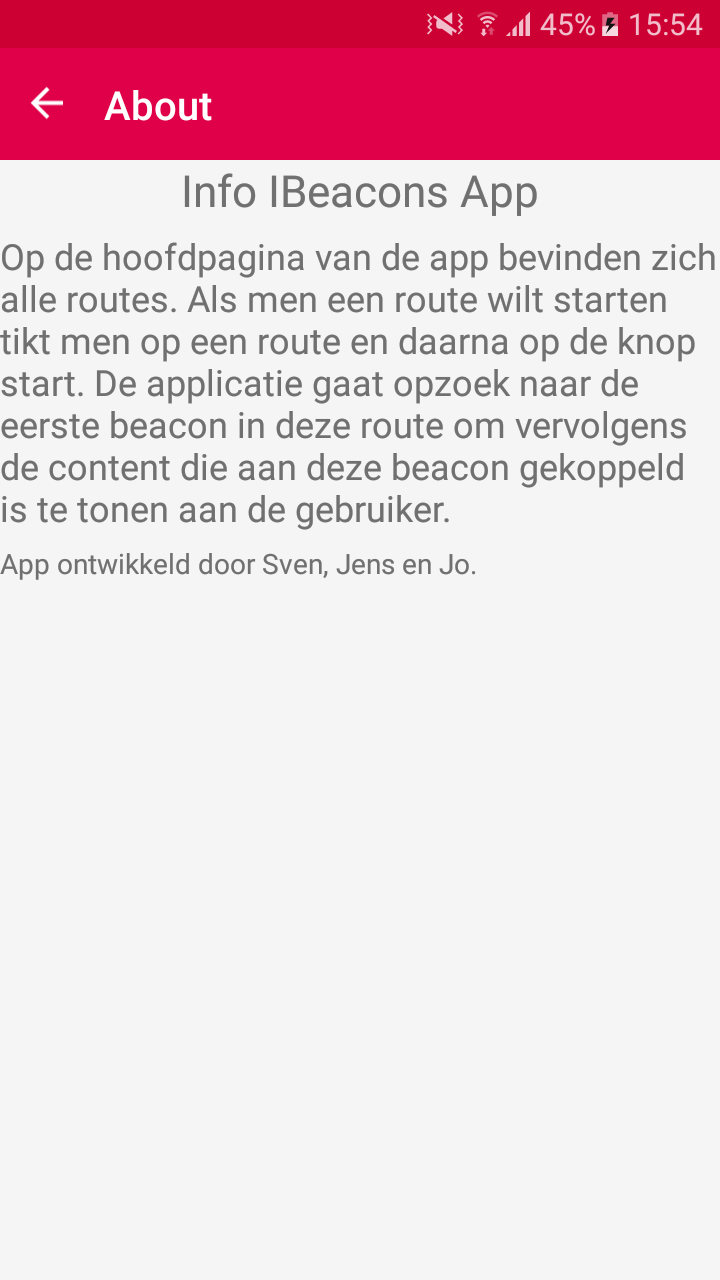 45% 15:54
About
Info IBeacons App
Op de hoofdpagina van de app bevinden zich
alle routes. Als men een route wilt starten
tikt men op een route en daarna op de knop
start. De applicatie gaat opzoek naar de
eerste beacon in deze route om vervolgens
de content die aan deze beacon gekoppeld
is te tonen aan de gebruiker.
App ontwikkeld door Sven, Jens en Jo.